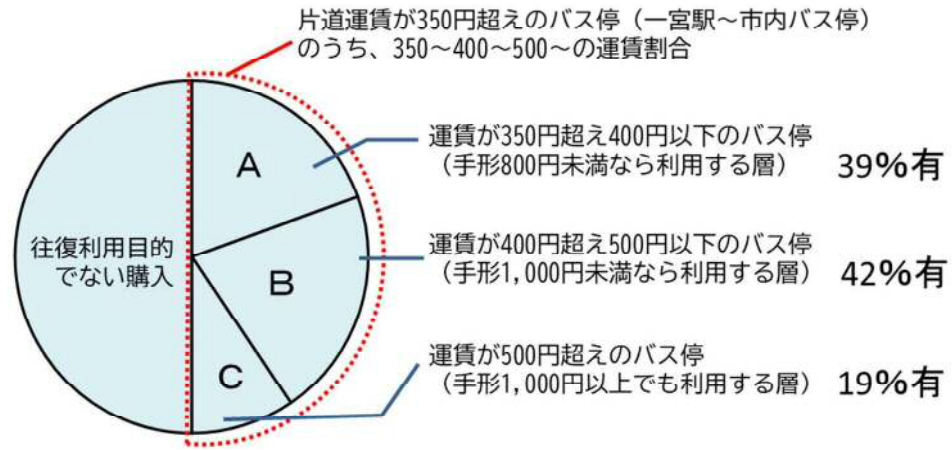 片道運賃が350円超えのバス停（一宮駅～市内バス停）
のうち、350～400～500～の運賃割合
運賃が350円超え400円以下のバス停
（手形800円未満なら利用する層）
39%有
A
往復利用目的
でない購入
運賃が400円超え500円以下のバス停
（手形1,000円未満なら利用する層）
42%有
B
運賃が500円超えのバス停
（手形1,000円以上でも利用する層）
19%有
C